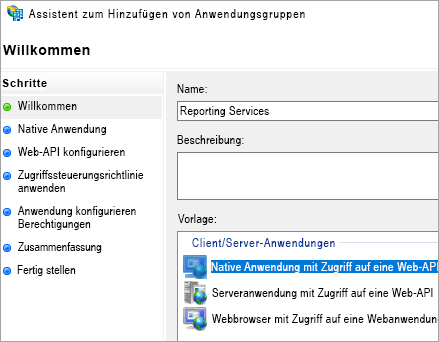 Assistent zum Hinzufügen von Anwendungsgruppen
Willkommen
Schritte
Willkommen
Native Anwendung
Web-API konfigurieren
Zugriffssteuerungsrichtlinie
anwenden
Anwendung konfigurieren
Berechtigungen
Zusammenfassung
Fertig stellen
Name:
Reporting Services
Beschreibung:
Vorlage:
Client/Server-Anwendungen
Native Anwendung mit Zugriff auf eine Web-API
Serveranwendung mit Zugriff auf eine Web-API
Webbrowser mit Zugriff auf eine Webanwendu